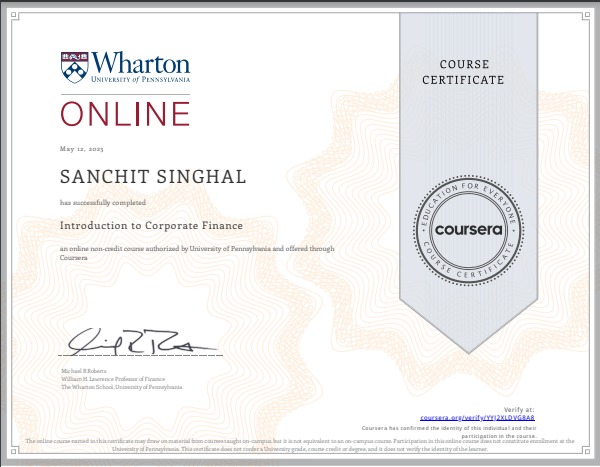 Wharton
UNIVERSITY of PENNSYLVANIA
ONLINE
COURSE
CERTIFICATE
May 12, 2023
SANCHIT SINGHAL
has successfully completed
Introduction to Corporate Finance
an online non-credit course authorized by University of Pennsylvania and offered through
Coursera
EDUCATION FOR EVERYONE
coursera
COURSE CERTIFICATE
Michael R Roberts
William H. Lawrence Professor of Finance
The Wharton School, University of Pennsylvania
Verify at:
coursera.org/verify/YYJ2XLDVG8A8
Coursera has confirmed the identity of this individual and their
participation in the course.
The online course named in this certificate may draw on material from courses taught on-campus, but it is not equivalent to an on-campus course. Participation in this online course does not constitute enrollment at the
University of Pennsylvania. This certificate does not confer a University grade, course credit or degree, and it does not verify the identity of the learner.